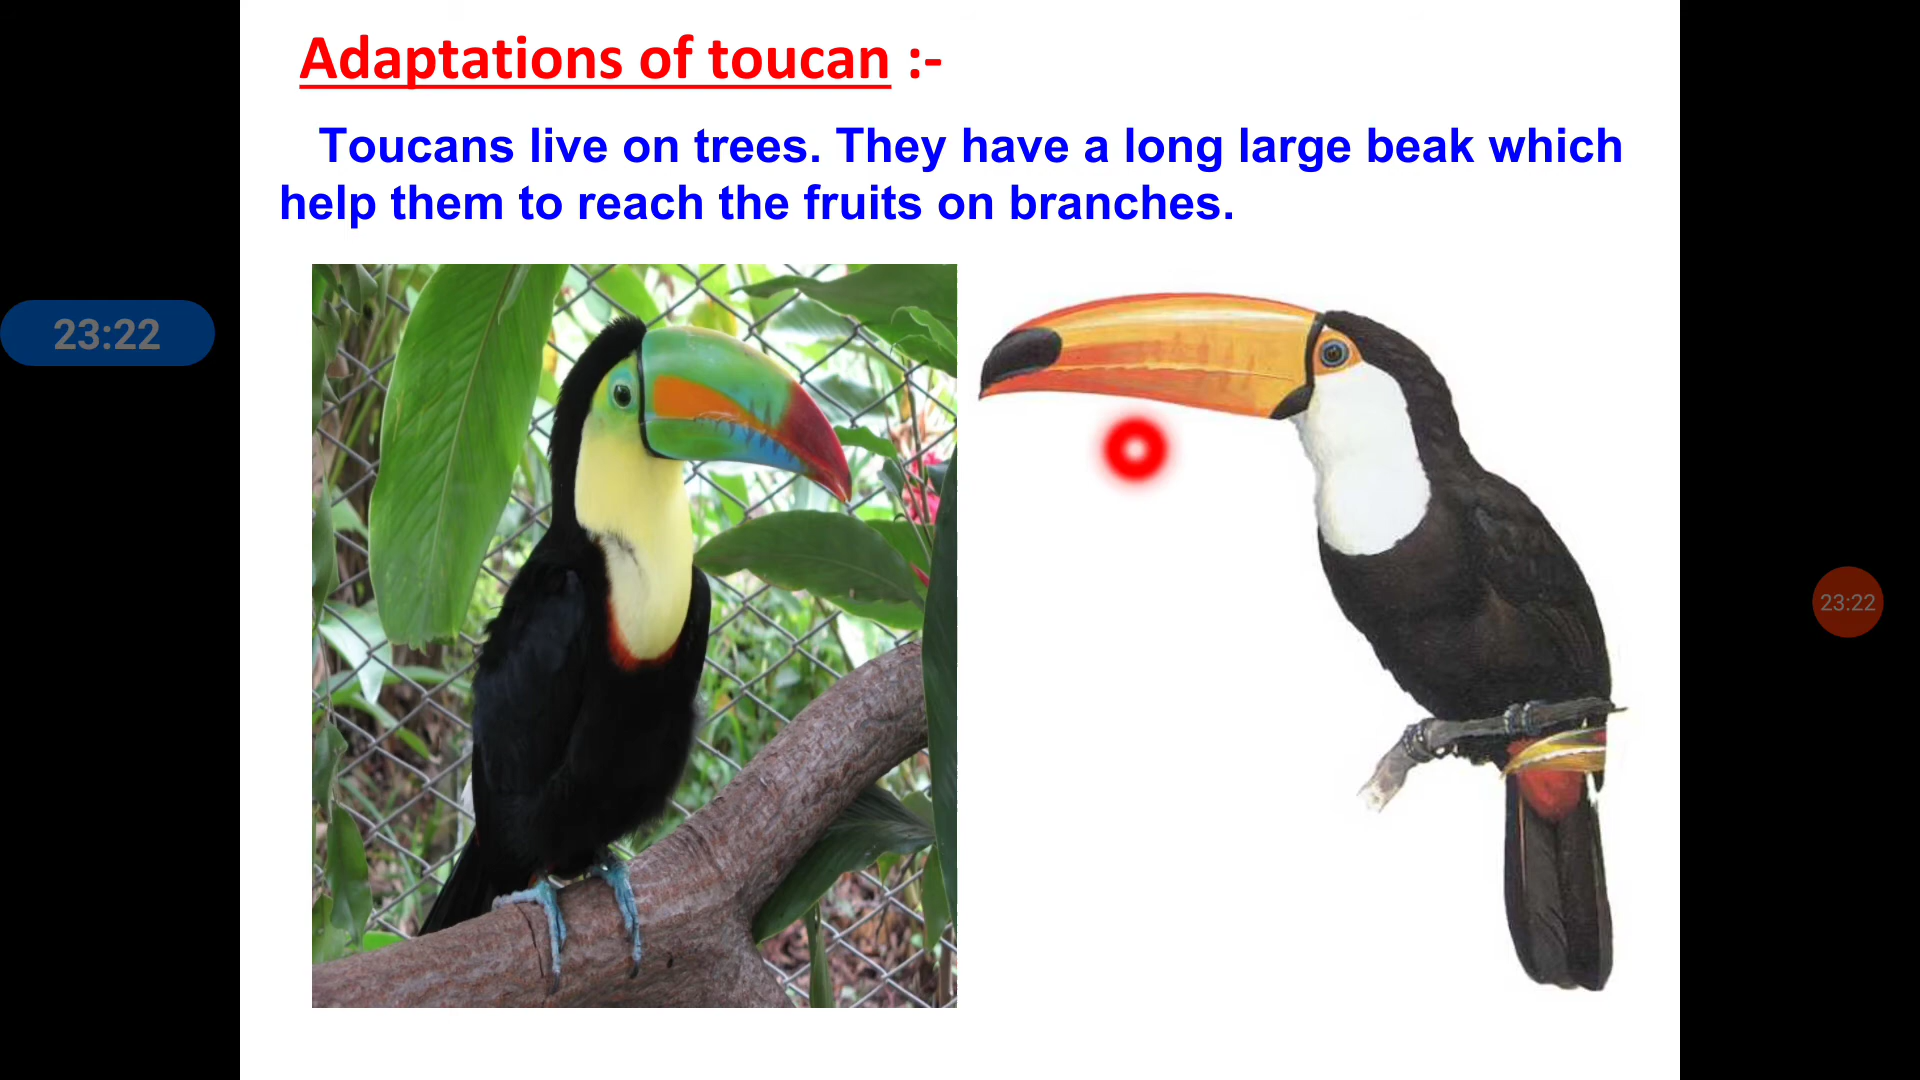 Adaptations of toucan :-
Toucans live on trees. They have a long large beak which
help them to reach the fruits on branches.
23:22
23:22